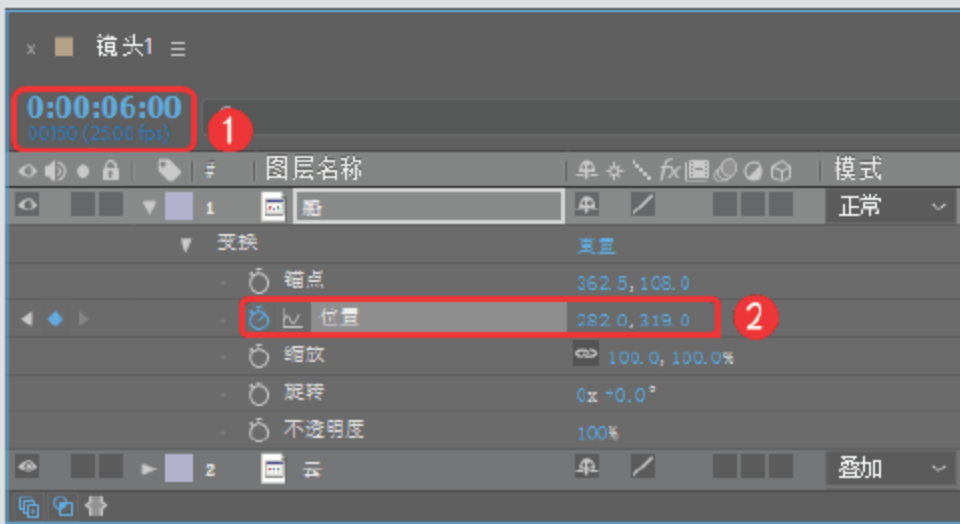 × 镜头1 ☰
0:00:06:00
00150 (25.00 fps)
1
# 图层名称 fx 模式
1 船 正常
变换 重置
锚点 362.5, 108.0
位置 282.0, 319.0 2
缩放 100.0, 100.0%
旋转 0x +0.0°
不透明度 100%
2 云 叠加